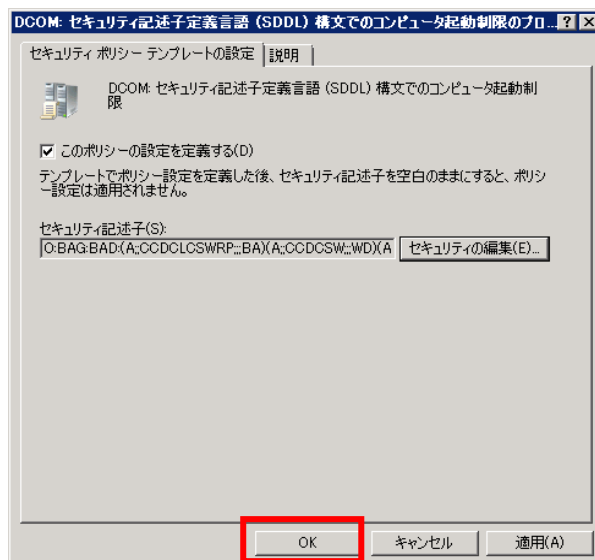 DCOM: セキュリティ記述子定義言語 (SDDL) 構文でのコンピュータ起動制限のプロ...
セキュリティ ポリシー テンプレートの設定 説明
DCOM: セキュリティ記述子定義言語 (SDDL) 構文でのコンピュータ起動制
限
このポリシーの設定を定義する(D)
テンプレートでポリシー設定を定義した後、セキュリティ記述子を空白のままにすると、ポリシ
ー設定は適用されません。
セキュリティ記述子(S):
O:BAG:BAD:(A;;CCDCLCSWRP;;;BA)(A;;CCDCSW;;;WD)(A セキュリティの編集(E)...
OK キャンセル 適用(A)